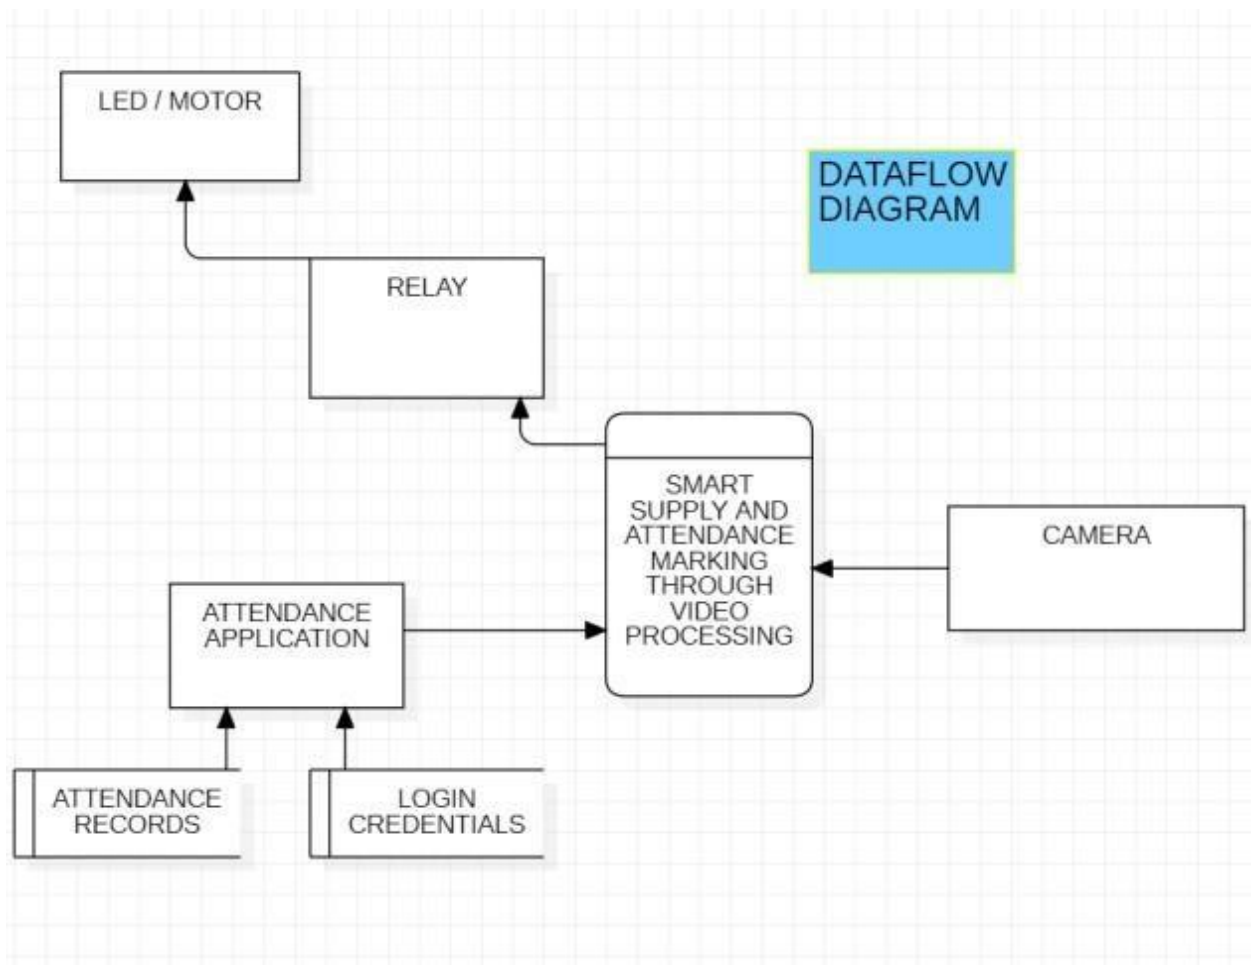 LED / MOTOR
DATAFLOW
DIAGRAM
RELAY
SMART
SUPPLY AND
ATTENDANCE
MARKING
THROUGH
VIDEO
PROCESSING
CAMERA
ATTENDANCE
APPLICATION
ATTENDANCE
RECORDS
LOGIN
CREDENTIALS